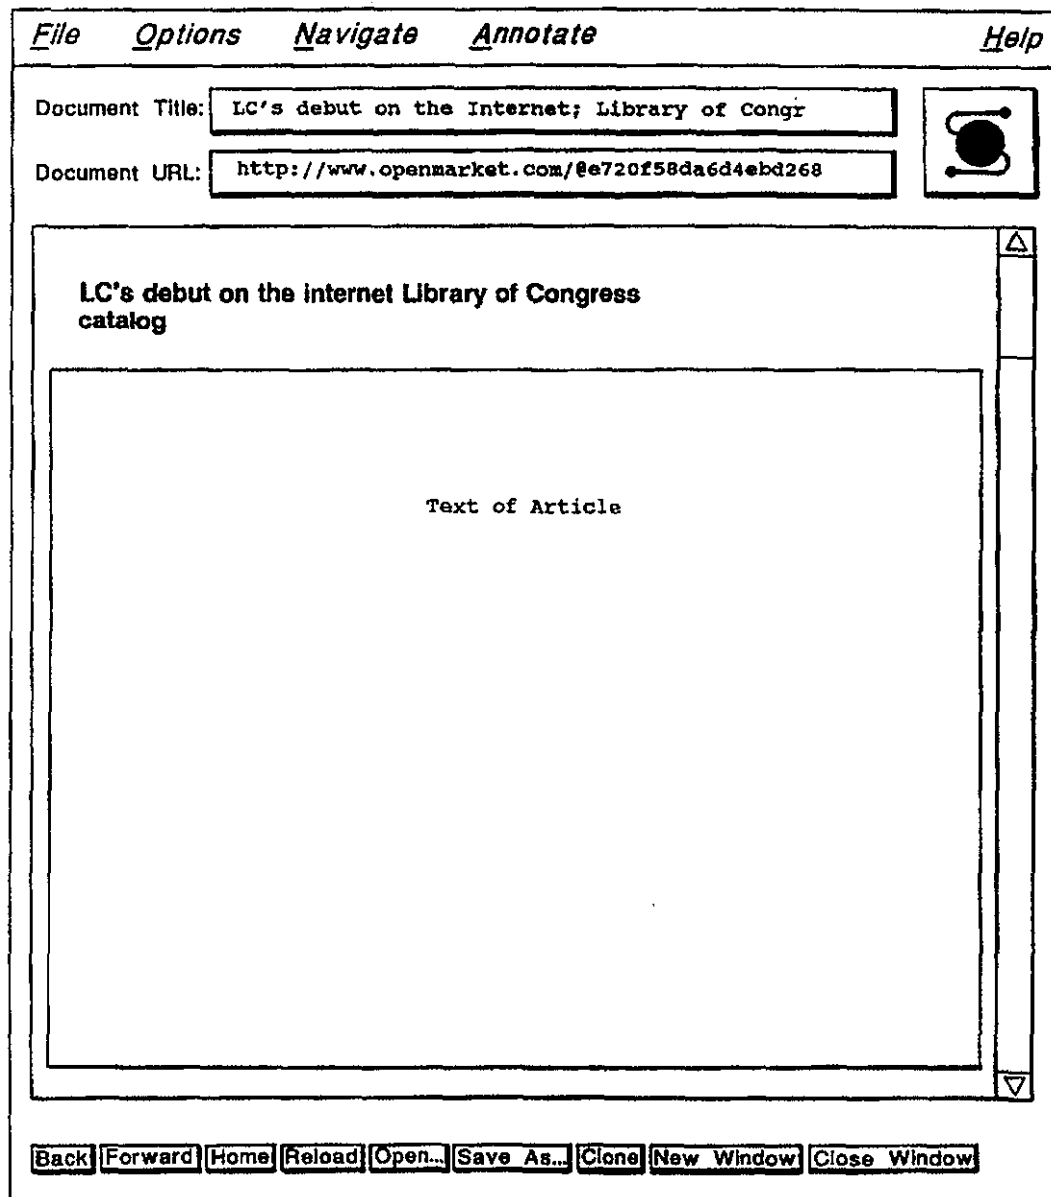 File Options Navigate Annotate Help
Document Title: LC's debut on the Internet; Library of Congr
Document URL: http://www.openmarket.com/@e720f58da6d4ebd268
LC's debut on the internet Library of Congress
catalog
Text of Article
Back Forward Home Reload Open... Save As... Clone New Window Close Window